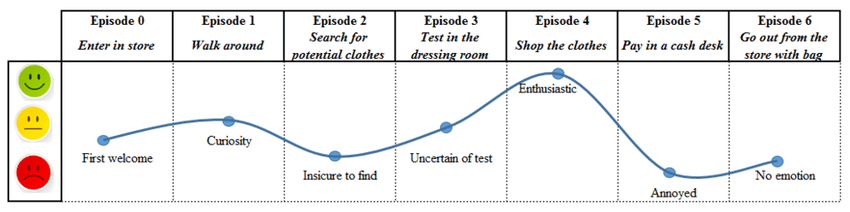 Episode 0
Enter in store
Episode 1
Walk around
Episode 2
Search for
potential clothes
Episode 3
Test in the
dressing room
Episode 4
Shop the clothes
Episode 5
Pay in a cash desk
Episode 6
Go out from the
store with bag
First welcome
Curiosity
Insicure to find
Uncertain of test
Enthusiastic
Annoyed
No emotion